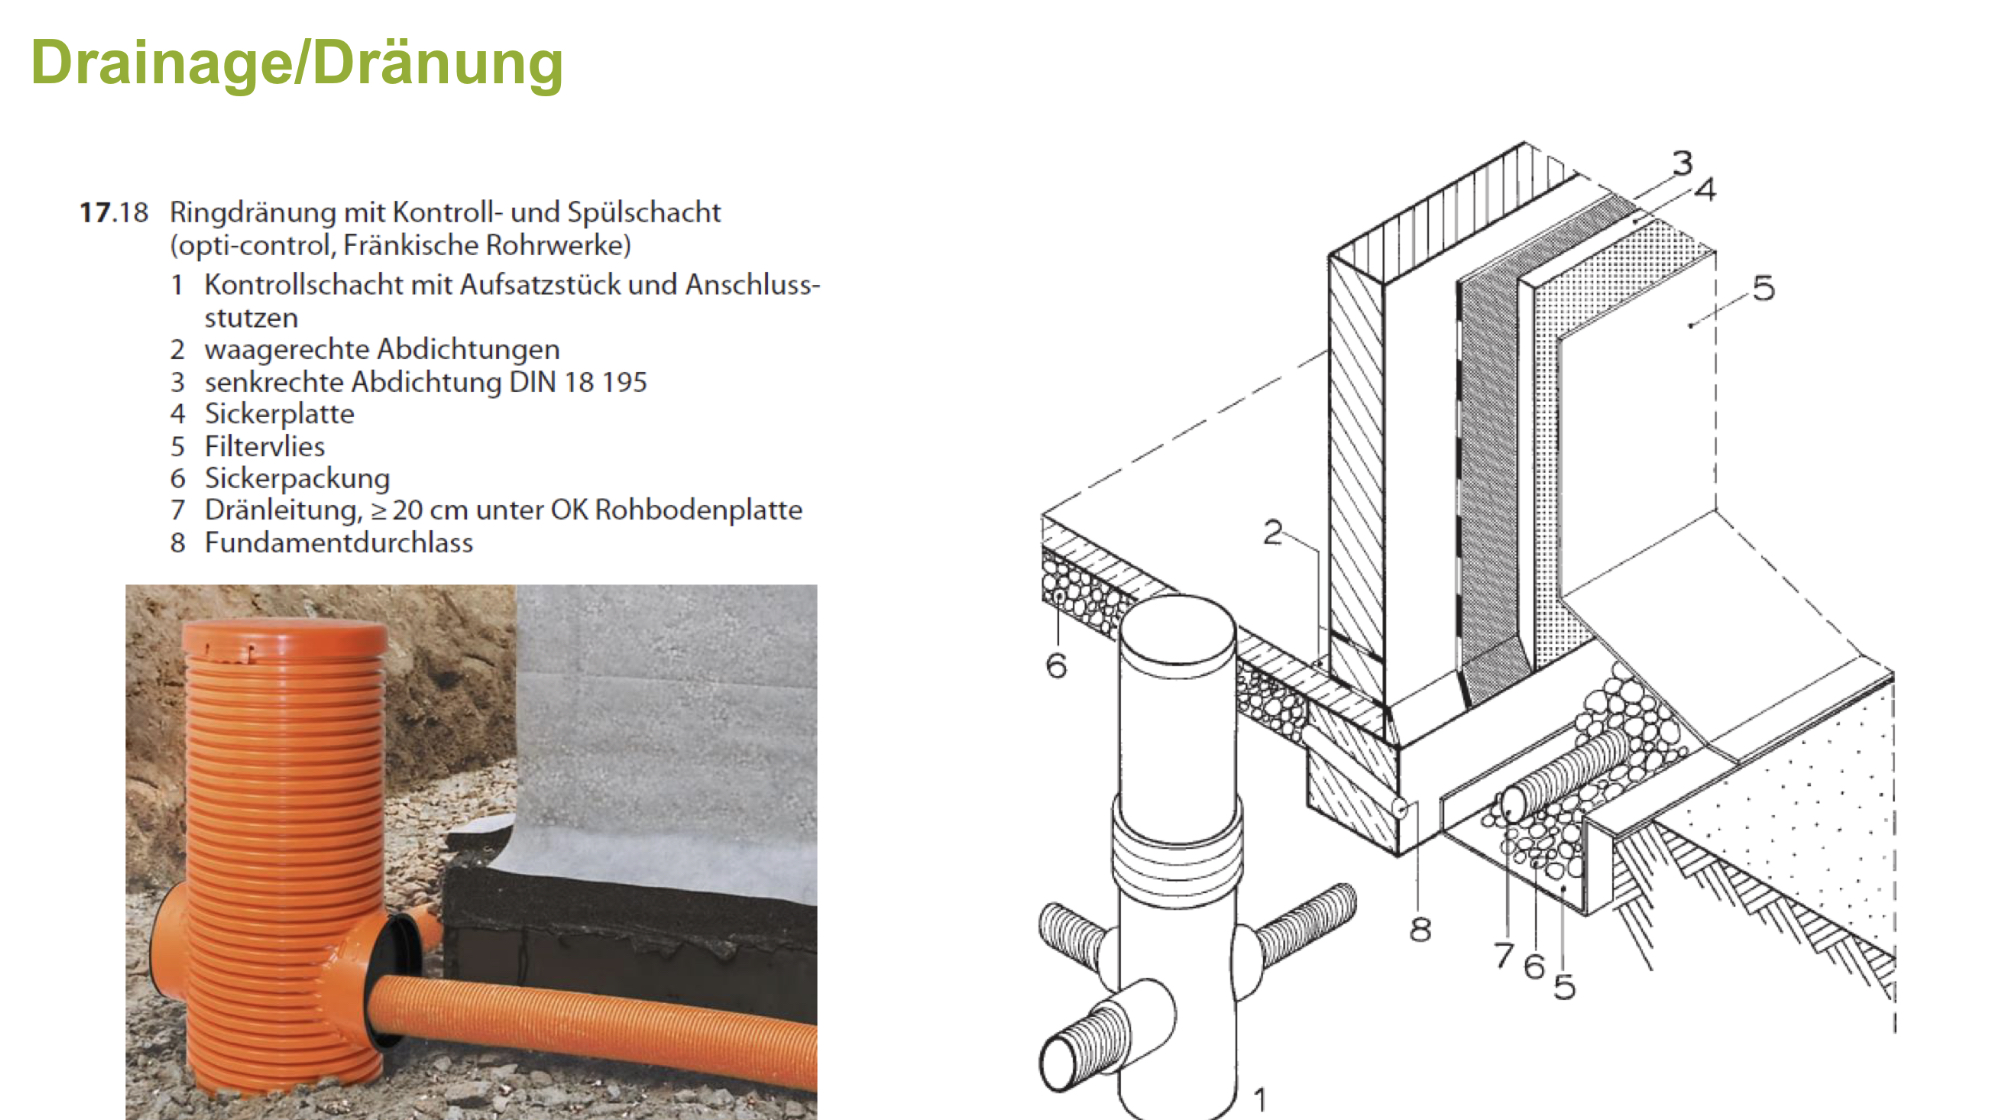 Drainage/Dränung
17.18 Ringdränung mit Kontroll- und Spülschacht
(opti-control, Fränkische Rohrwerke)
1 Kontrollschacht mit Aufsatzstück und Anschluss-
stutzen
2 waagerechte Abdichtungen
3 senkrechte Abdichtung DIN 18 195
4 Sickerplatte
5 Filtervlies
6 Sickerpackung
7 Dränleitung, ≥ 20 cm unter OK Rohbodenplatte
8 Fundamentdurchlass
3
4
5
2
6
8
7
6
5
1